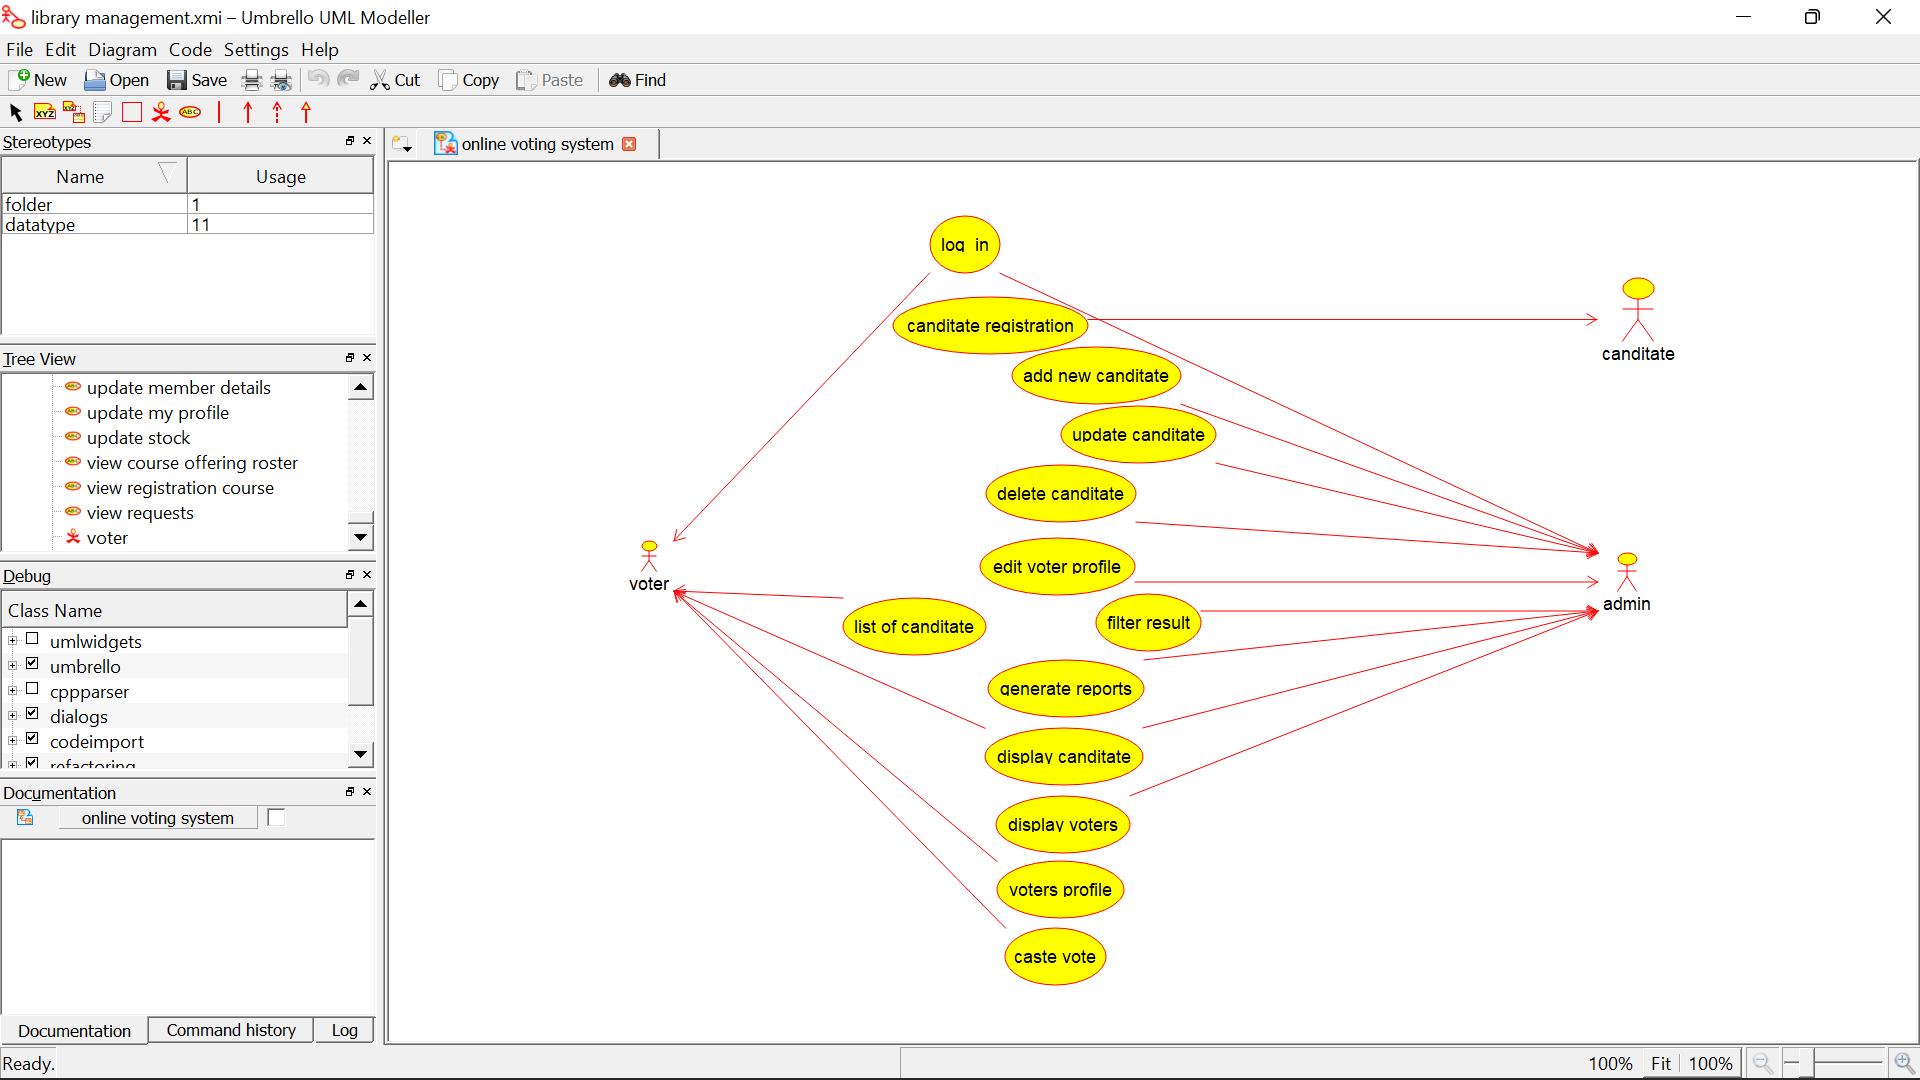 library management.xmi – Umbrello UML Modeller
File Edit Diagram Code Settings Help
New Open Save Cut Copy Paste Find
XYZ XYZ ABC
Stereotypes
online voting system
Name Usage
folder 1
datatype 11
log in
canditate registration
canditate
add new canditate
update canditate
delete canditate
edit voter profile
voter
admin
list of canditate
filter result
generate reports
display canditate
display voters
voters profile
caste vote
Tree View
update member details
update my profile
update stock
view course offering roster
view registration course
view requests
voter
Debug
Class Name
umlwidgets
umbrello
cppparser
dialogs
codeimport
refactoring
Documentation
online voting system
Documentation Command history Log
Ready.
100% Fit 100%